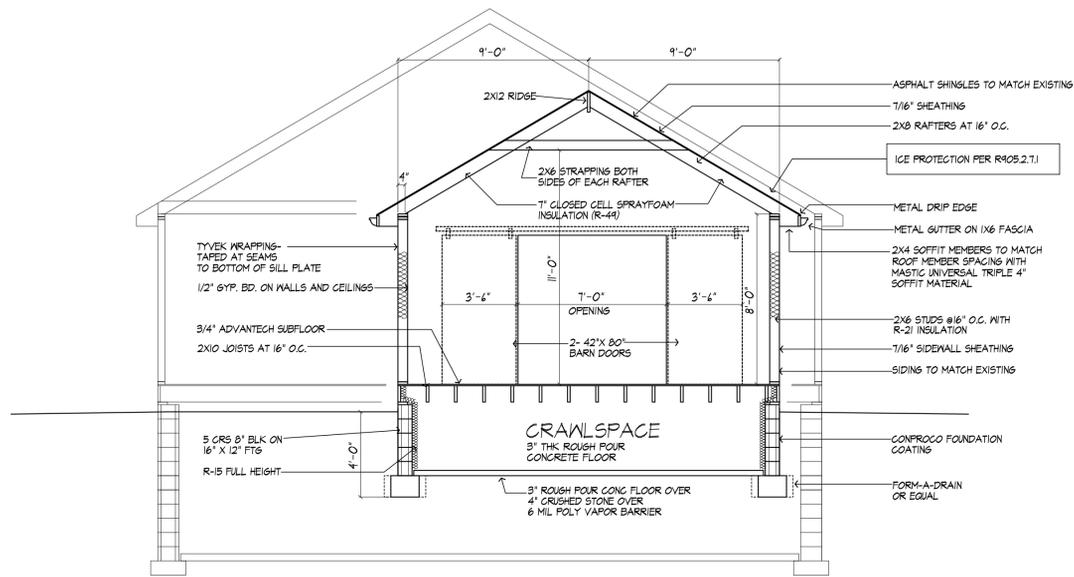 9'-0"
9'-0"
2X12 RIDGE
ASPHALT SHINGLES TO MATCH EXISTING
7/16" SHEATHING
2X8 RAFTERS AT 16" O.C.
ICE PROTECTION PER R905.2.7.1
4"
2X6 STRAPPING BOTH
SIDES OF EACH RAFTER
7" CLOSED CELL SPRAYFOAM
INSULATION (R-49)
METAL DRIP EDGE
METAL GUTTER ON 1X6 FASCIA
2X4 SOFFIT MEMBERS TO MATCH
ROOF MEMBER SPACING WITH
MASTIC UNIVERSAL TRIPLE 4"
SOFFIT MATERIAL
TYVEK WRAPPING-
TAPED AT SEAMS
TO BOTTOM OF SILL PLATE
1/2" GYP. BD. ON WALLS AND CEILINGS
11'-0"
3'-6"
7'-0"
OPENING
3'-6"
8'-0"
2X6 STUDS @16" O.C. WITH
R-21 INSULATION
3/4" ADVANTECH SUBFLOOR
2X10 JOISTS AT 16" O.C.
2- 42"X 80"
BARN DOORS
7/16" SIDEWALL SHEATHING
SIDING TO MATCH EXISTING
CRAWLSPACE
3" THK ROUGH POUR
CONCRETE FLOOR
5 CRS 8" BLK ON
16" X 12" FTG
R-15 FULL HEIGHT
4'-0"
CONPROCO FOUNDATION
COATING
3" ROUGH POUR CONC FLOOR OVER
4" CRUSHED STONE OVER
6 MIL POLY VAPOR BARRIER
FORM-A-DRAIN
OR EQUAL